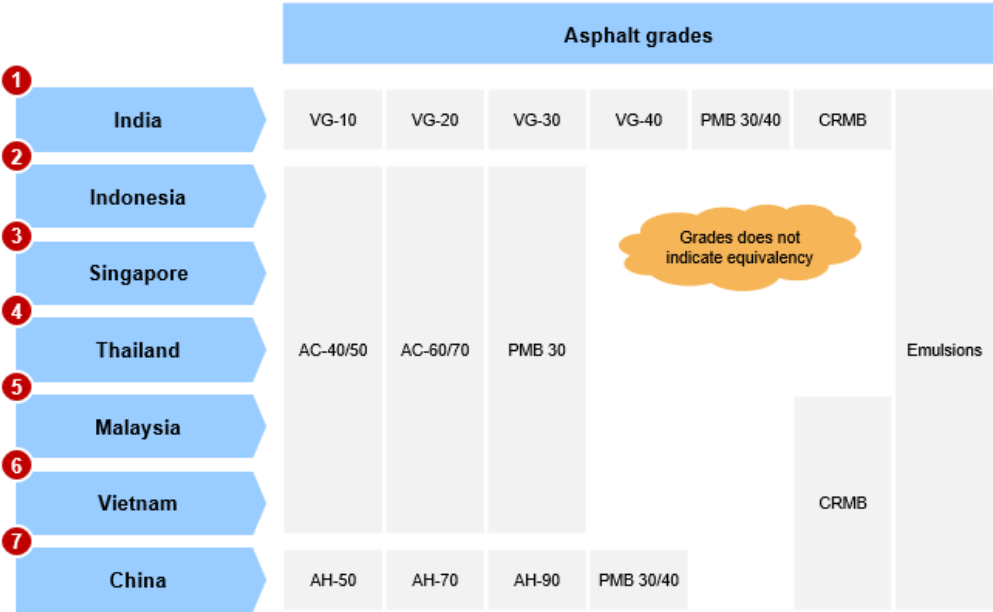 Asphalt grades
1
India
VG-10
VG-20
VG-30
VG-40
PMB 30/40
CRMB
2
Indonesia
3
Singapore
Grades does not
indicate equivalency
4
Thailand
AC-40/50
AC-60/70
PMB 30
Emulsions
5
Malaysia
6
Vietnam
CRMB
7
China
AH-50
AH-70
AH-90
PMB 30/40